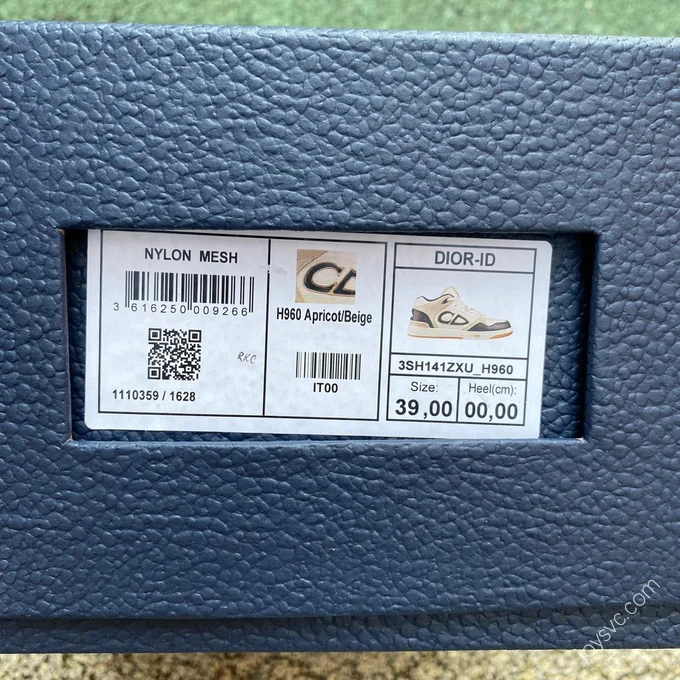 NYLON MESH
3 616250 009266
RKC
1110359 / 1628
CD
H960 Apricot/Beige
IT00
DIOR-ID
CD
3SH141ZXU_H960
Size:
Heel(cm):
39,00
00,00